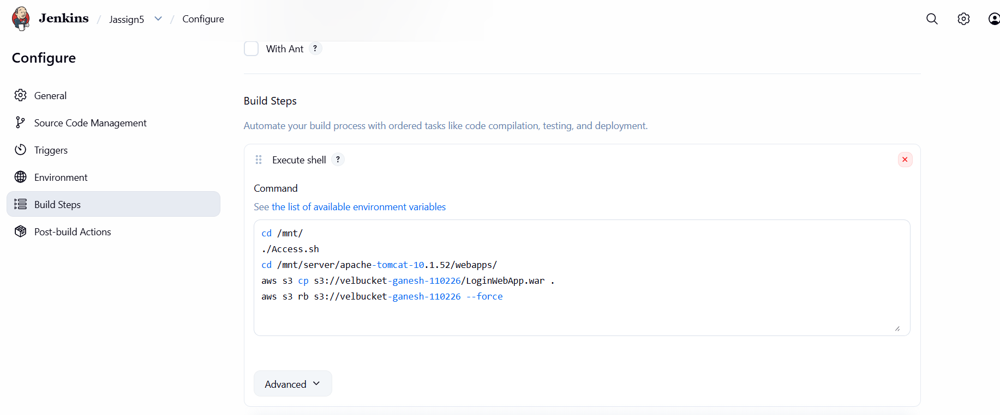 Jenkins / Jassign5 / Configure
Configure
General
Source Code Management
Triggers
Environment
Build Steps
Post-build Actions
With Ant ?
Build Steps
Automate your build process with ordered tasks like code compilation, testing, and deployment.
Execute shell ?
Command
See the list of available environment variables
cd /mnt/
./Access.sh
cd /mnt/server/apache-tomcat-10.1.52/webapps/
aws s3 cp s3://velbucket-ganesh-110226/LoginWebApp.war .
aws s3 rb s3://velbucket-ganesh-110226 --force
Advanced